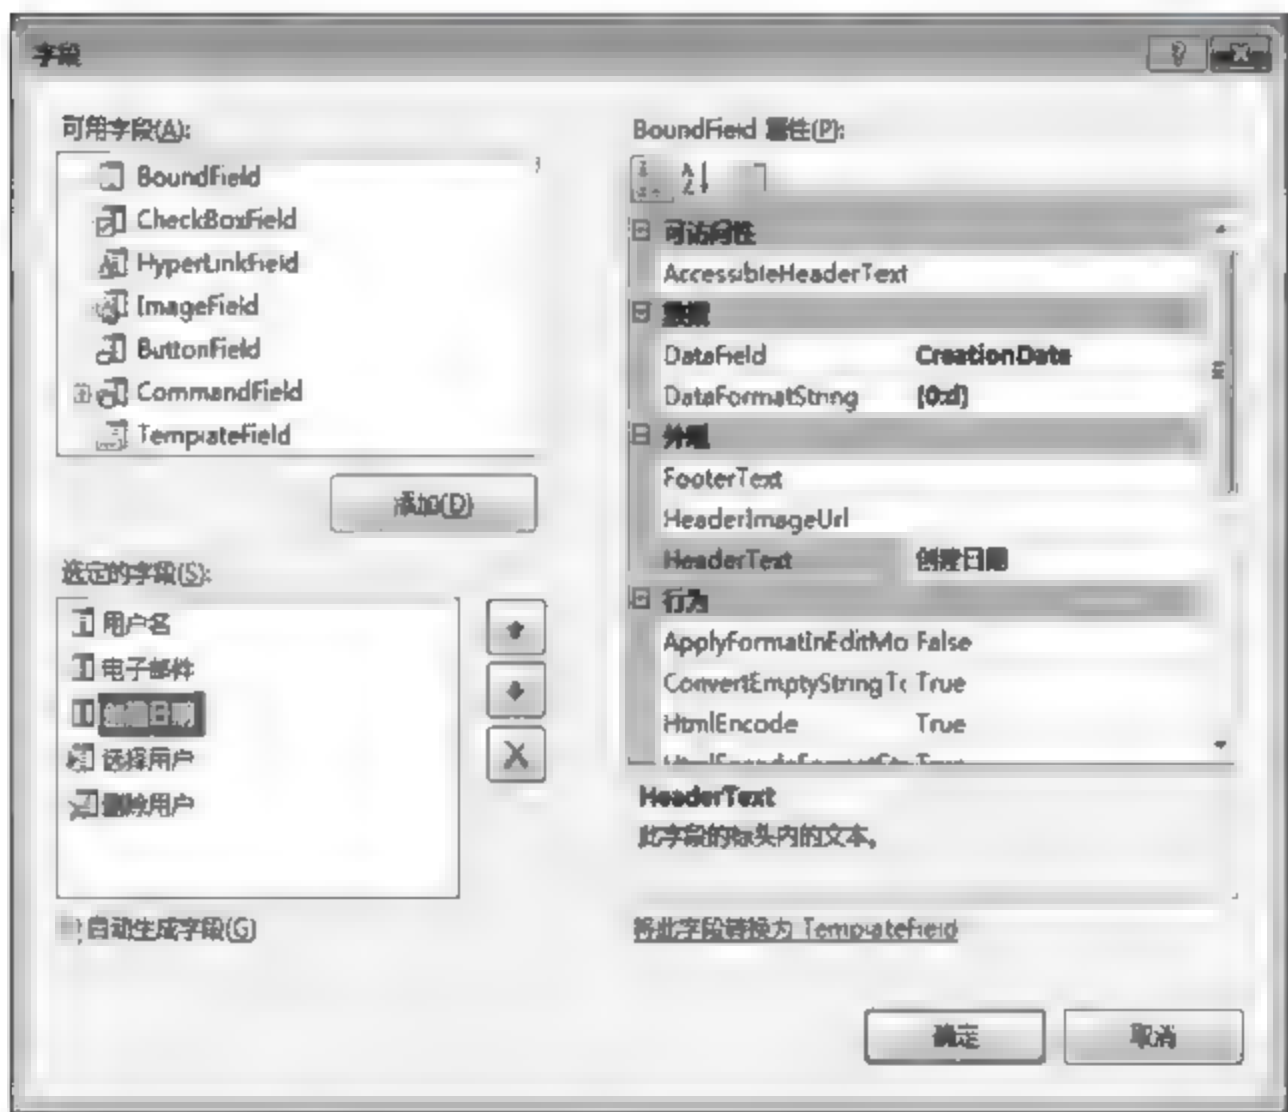 字段
可用字段(A):
BoundField
CheckBoxField
HyperLinkField
ImageField
ButtonField
CommandField
TemplateField
添加(D)
选定的字段(S):
用户名
电子邮件
创建日期
选择用户
删除用户
自动生成字段(G)
BoundField 属性(P):
可访问性
AccessibleHeaderText
数据
DataField CreationDate
DataFormatString {0:d}
外观
FooterText
HeaderImageUrl
HeaderText 创建日期
行为
ApplyFormatInEditMo False
ConvertEmptyStringTo True
HtmlEncode True
HtmlEncodeFormatStr True
HeaderText
此字段的标头内的文本。
将此字段转换为 TemplateField
确定
取消